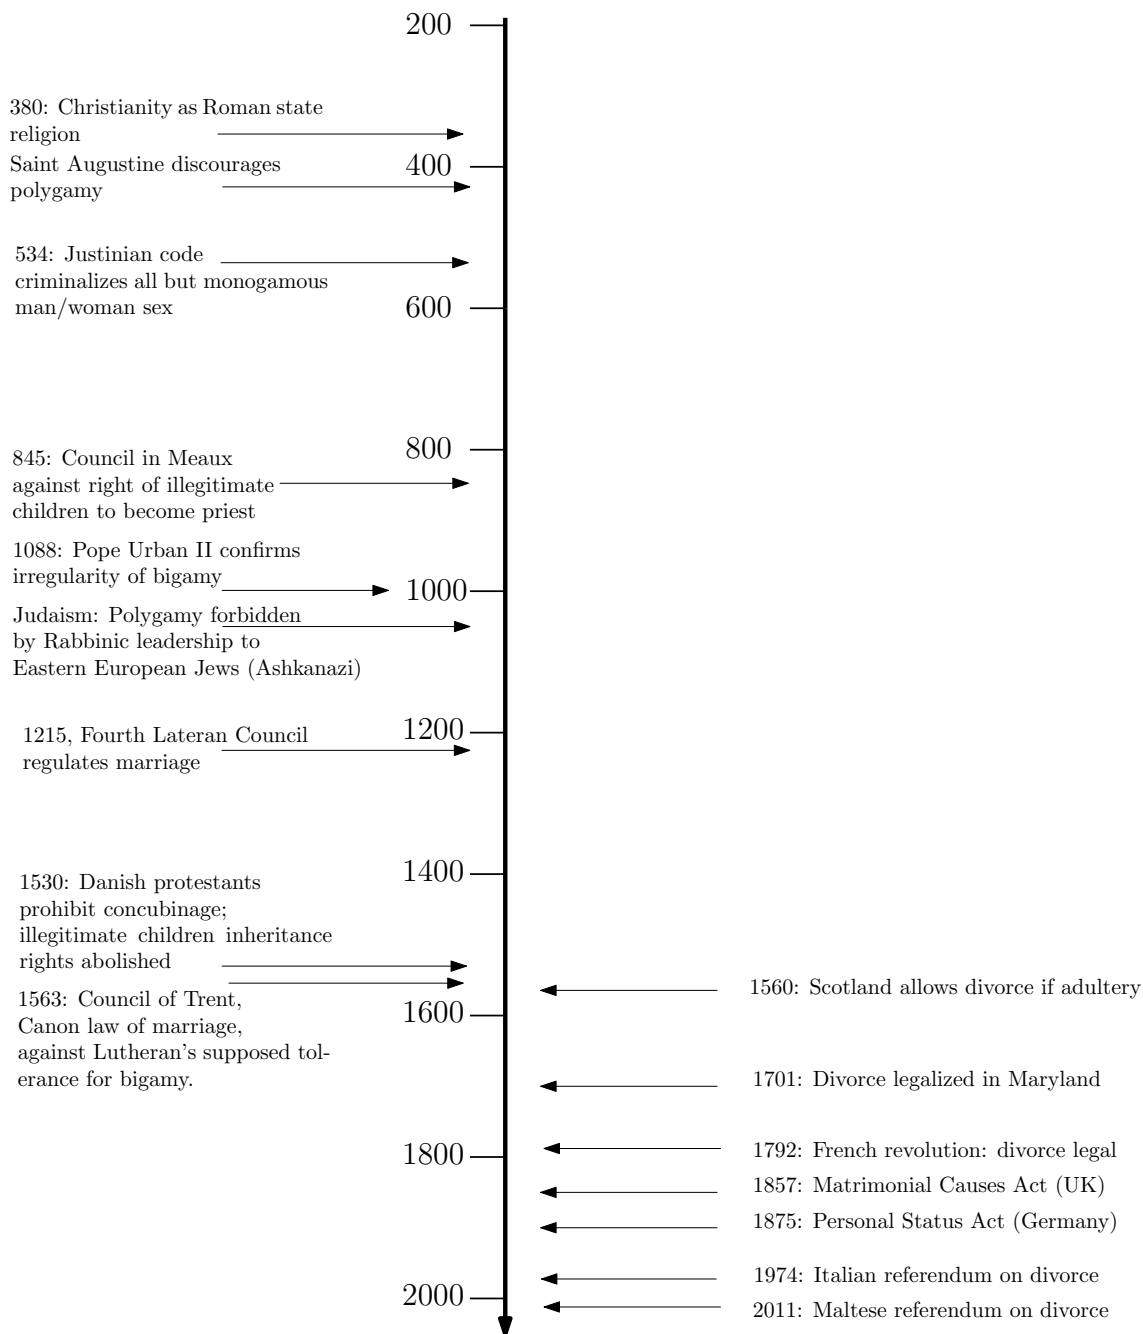 200
380: Christianity as Roman state
religion
Saint Augustine discourages
polygamy
400
534: Justinian code
criminalizes all but monogamous
man/woman sex
600
800
845: Council in Meaux
against right of illegitimate
children to become priest
1088: Pope Urban II confirms
irregularity of bigamy
1000
Judaism: Polygamy forbidden
by Rabbinic leadership to
Eastern European Jews (Ashkanazi)
1200
1215, Fourth Lateran Council
regulates marriage
1400
1530: Danish protestants
prohibit concubinage;
illegitimate children inheritance
rights abolished
1563: Council of Trent,
Canon law of marriage,
against Lutheran's supposed tol-
erance for bigamy.
1600
1560: Scotland allows divorce if adultery
1701: Divorce legalized in Maryland
1800
1792: French revolution: divorce legal
1857: Matrimonial Causes Act (UK)
1875: Personal Status Act (Germany)
1974: Italian referendum on divorce
2000
2011: Maltese referendum on divorce